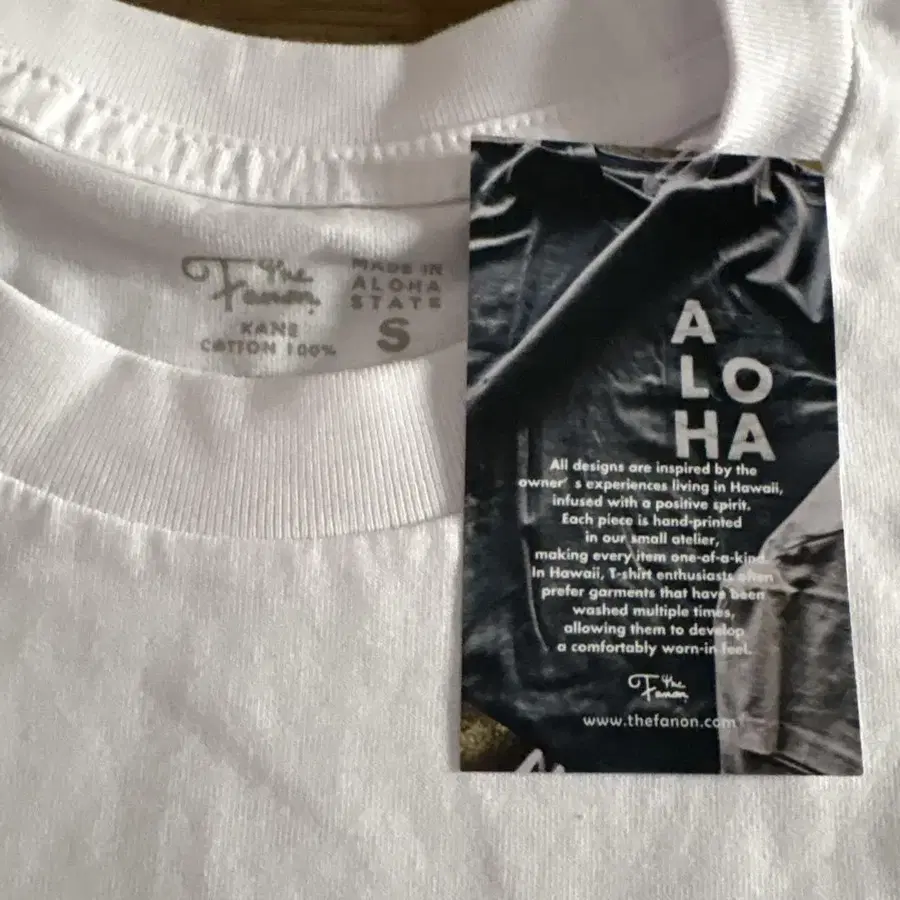 The
Fanon.
MADE IN
ALOHA
STATE
KANE
COTTON 100%
S
A
LO
HA
All designs are inspired by the
owner's experiences living in Hawaii,
infused with a positive spirit.
Each piece is hand-printed
in our small atelier,
making every item one-of-a-kind.
In Hawaii, T-shirt enthusiasts often
prefer garments that have been
washed multiple times,
allowing them to develop
a comfortably worn-in feel.
The
Fanon.
www.thefanon.com